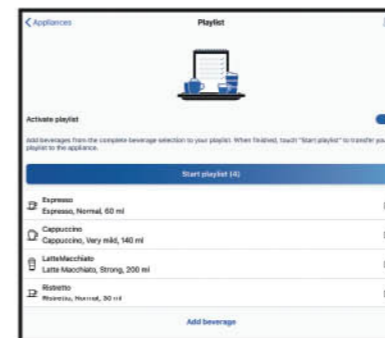 Appliances
Playlist
Activate playlist
Add beverages from the complete beverage selection to your playlist. When finished, touch "Start playlist" to transfer your
playlist to the appliance.
Start playlist (4)
Espresso
Espresso, Normal, 60 ml
Cappuccino
Cappuccino, Very mild, 140 ml
LatteMacchiato
Latte Macchiato, Strong, 200 ml
Ristretto
Ristretto, Normal, 30 ml
Add beverage